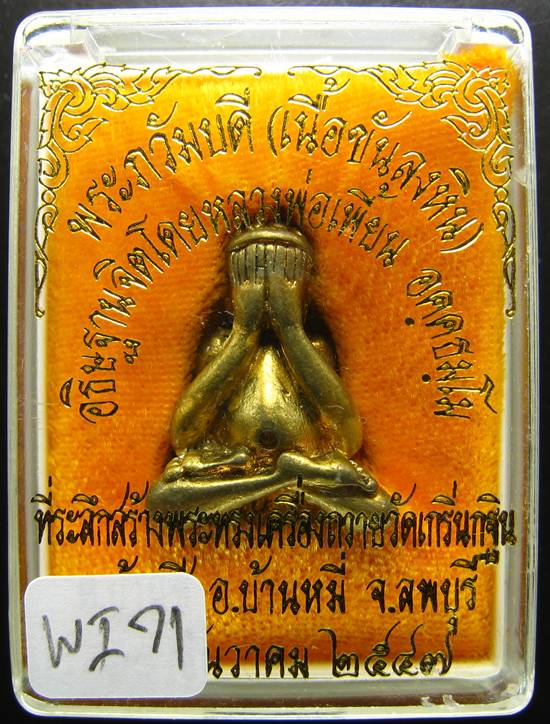 พระภควัมบดี (เนื้อขันลงหิน)
อธิษฐานจิตโดยหลวงพ่อเพี้ยน อคฺคธมฺโม
ที่ระลึกสร้างพระทรงเครื่องถวายวัดเกริ่นกฐิน
อ.บ้านหมี่ จ.ลพบุรี
ธันวาคม ๒๕๔๗